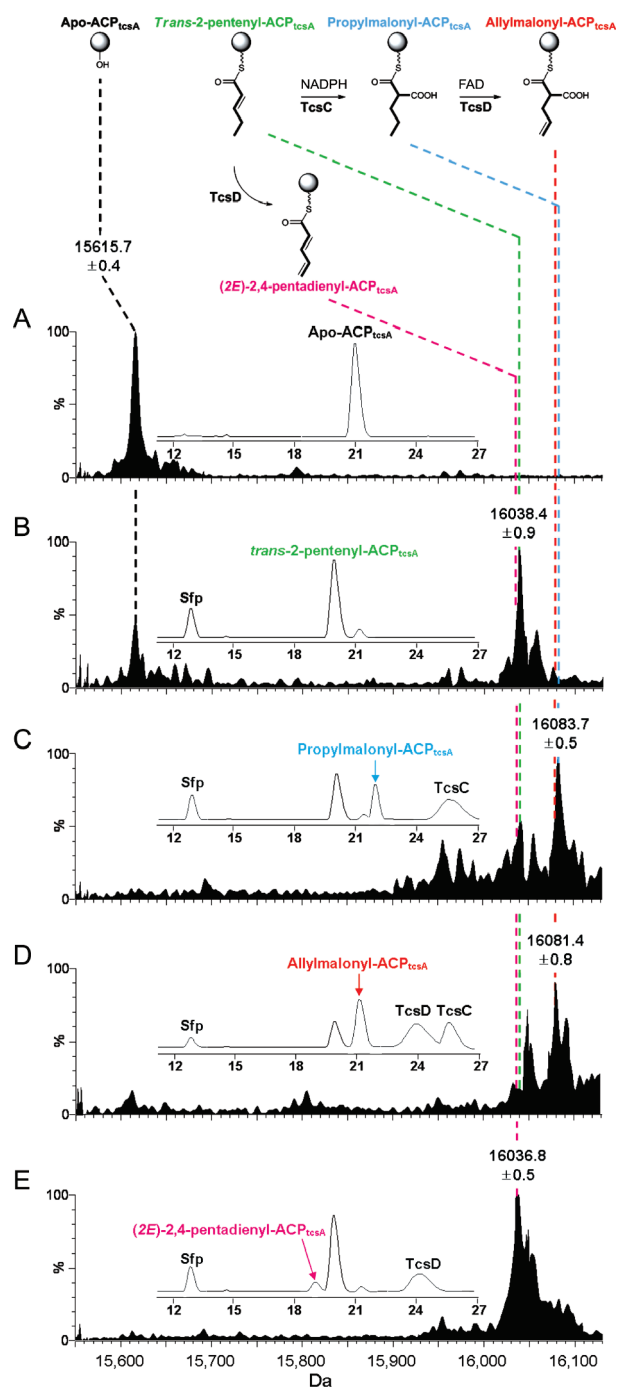 Apo-ACPtcsA Trans-2-pentenyl-ACPtcsA Propylmalonyl-ACPtcsA Allylmalonyl-ACPtcsA
OH
S S S
O O COOH O COOH
NADPH FAD
TcsC TcsD
TcsD
S
O
(2E)-2,4-pentadienyl-ACPtcsA
15615.7
±0.4
A
100
%
0
Apo-ACPtcsA
12 15 18 21 24 27
B
16038.4
±0.9
100
%
0
trans-2-pentenyl-ACPtcsA
Sfp
12 15 18 21 24 27
C
16083.7
±0.5
100
%
0
Propylmalonyl-ACPtcsA
Sfp TcsC
12 15 18 21 24 27
D
16081.4
±0.8
100
%
0
Allylmalonyl-ACPtcsA
Sfp TcsD TcsC
12 15 18 21 24 27
E
16036.8
±0.5
100
%
0
(2E)-2,4-pentadienyl-ACPtcsA
Sfp TcsD
12 15 18 21 24 27
15,600 15,700 15,800 15,900 16,000 16,100
Da